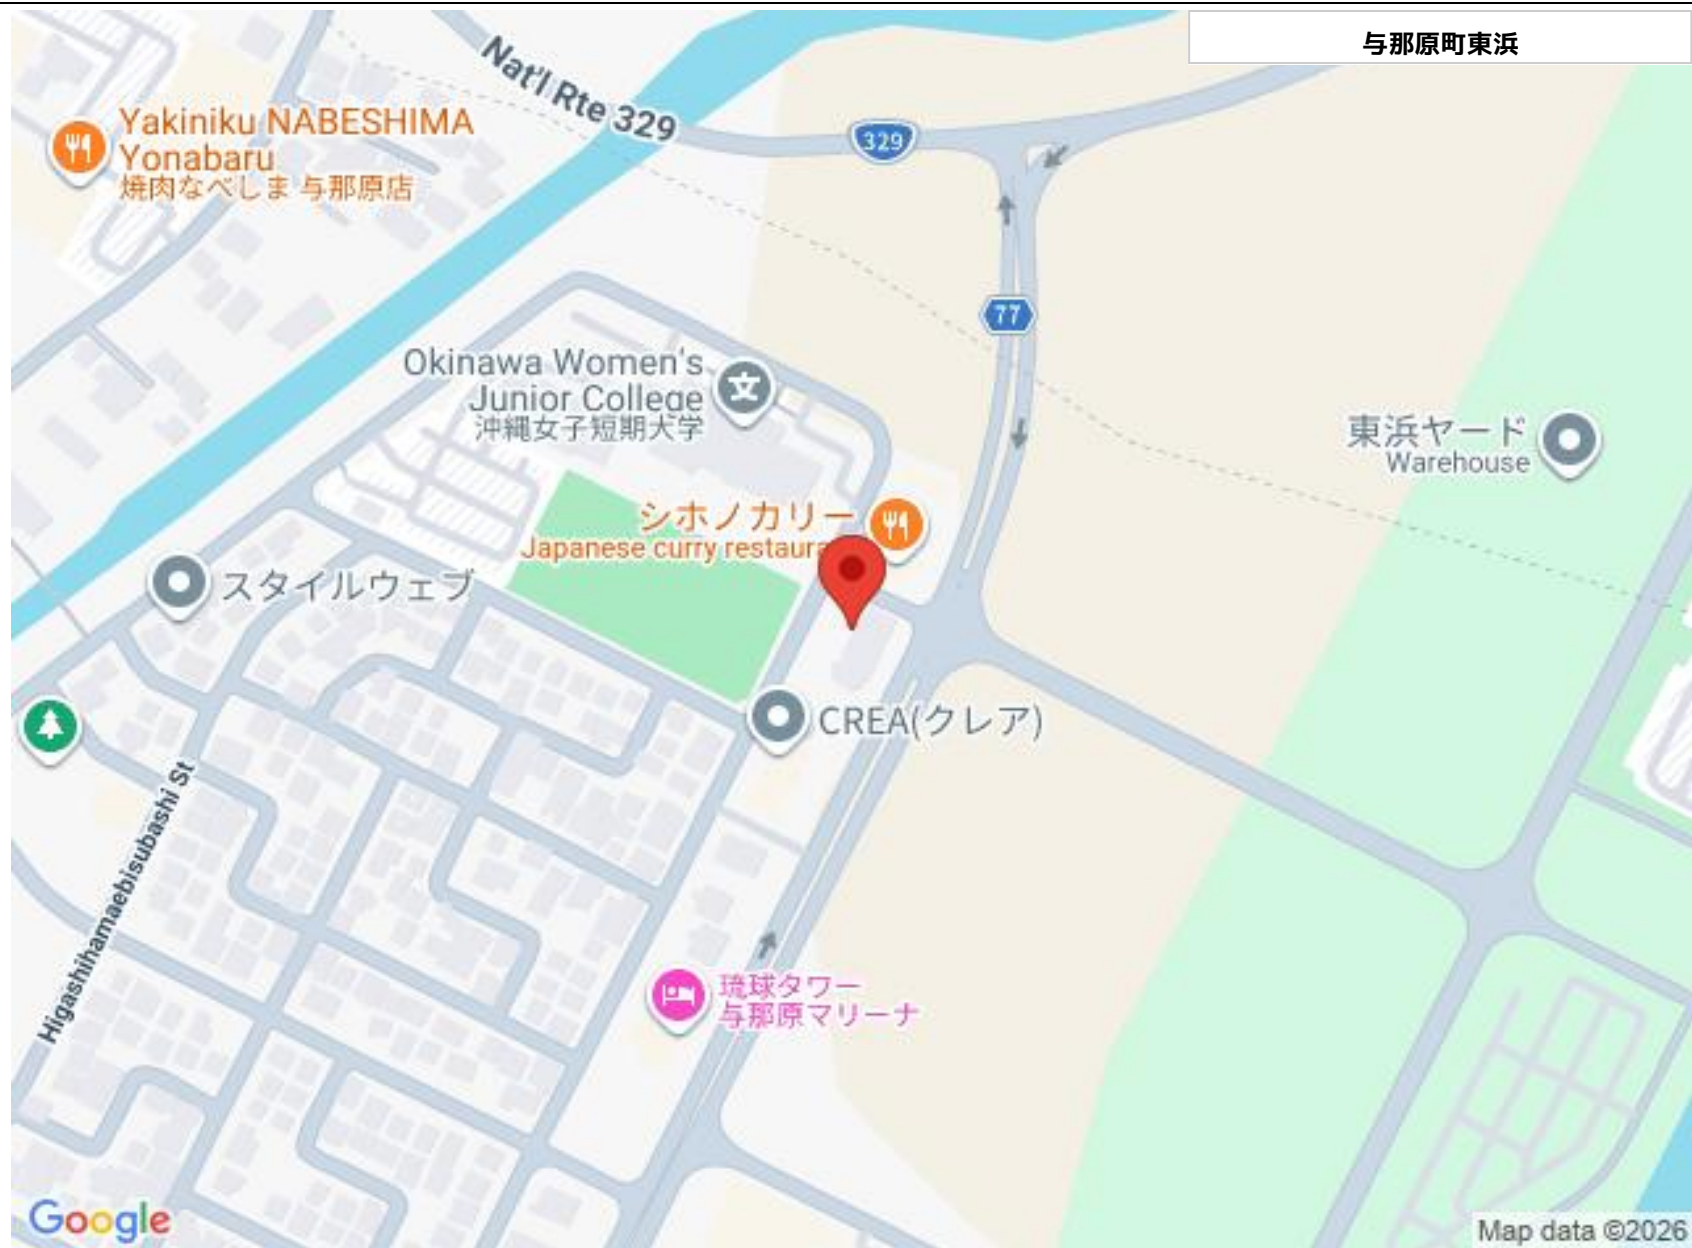 与那原町東浜
Nat'l Rte 329
Yakiniku NABESHIMA
Yonabaru
焼肉なべしま 与那原店
329
77
Okinawa Women's
Junior College
沖縄女子短期大学
文
東浜ヤード
Warehouse
シホノカリー
Japanese curry restaura
スタイルウェブ
CREA(クレア)
Higashihamaebisubashi St
琉球タワー
与那原マリーナ
Google
Map data ©2026